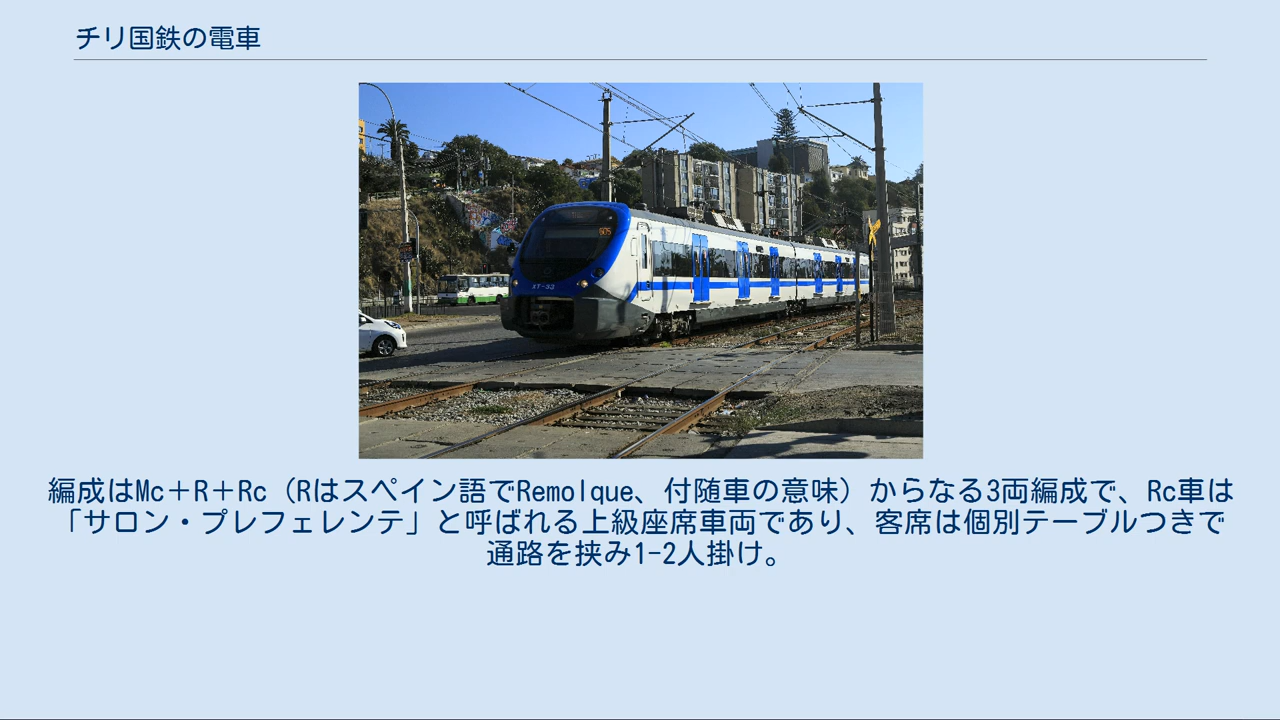 チリ国鉄の電車
605
XT-33
編成はMc＋R＋Rc（Rはスペイン語でRemolque、付随車の意味）からなる3両編成で、Rc車は
「サロン・プレフェレンテ」と呼ばれる上級座席車両であり、客席は個別テーブルつきで
通路を挟み1-2人掛け。